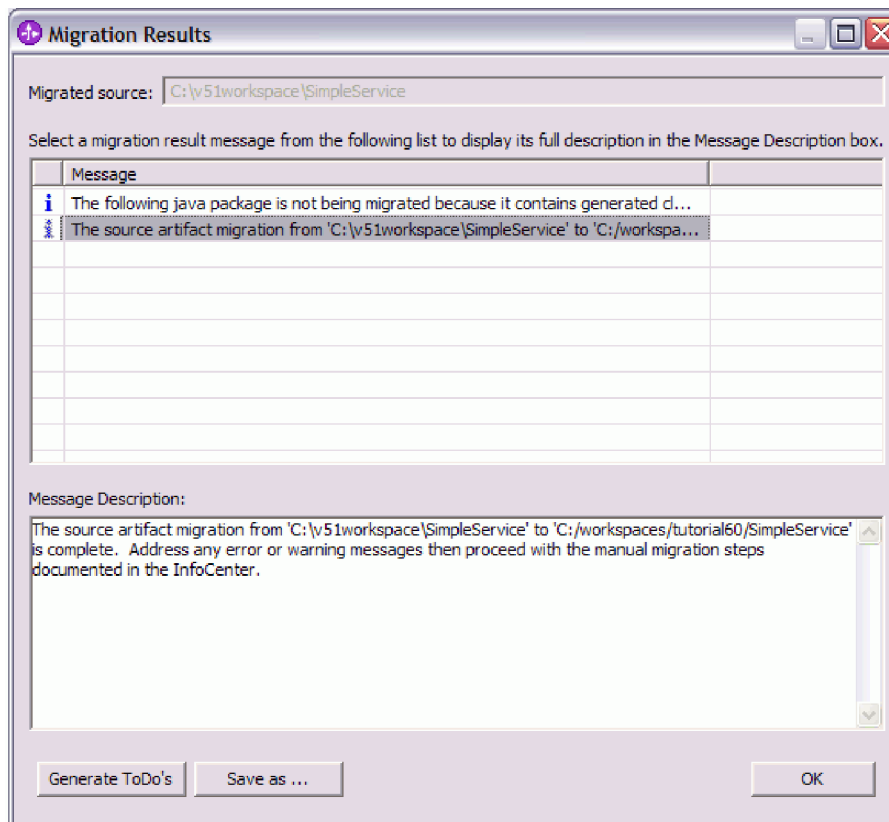 Migration Results
Migrated source: C:\v51workspace\SimpleService
Select a migration result message from the following list to display its full description in the Message Description box.
Message
The following java package is not being migrated because it contains generated cl...
The source artifact migration from 'C:\v51workspace\SimpleService' to 'C:/workspa...
Message Description:
The source artifact migration from 'C:\v51workspace\SimpleService' to 'C:/workspaces/tutorial60/SimpleService'
is complete.  Address any error or warning messages then proceed with the manual migration steps
documented in the InfoCenter.
Generate ToDo's Save as ... OK